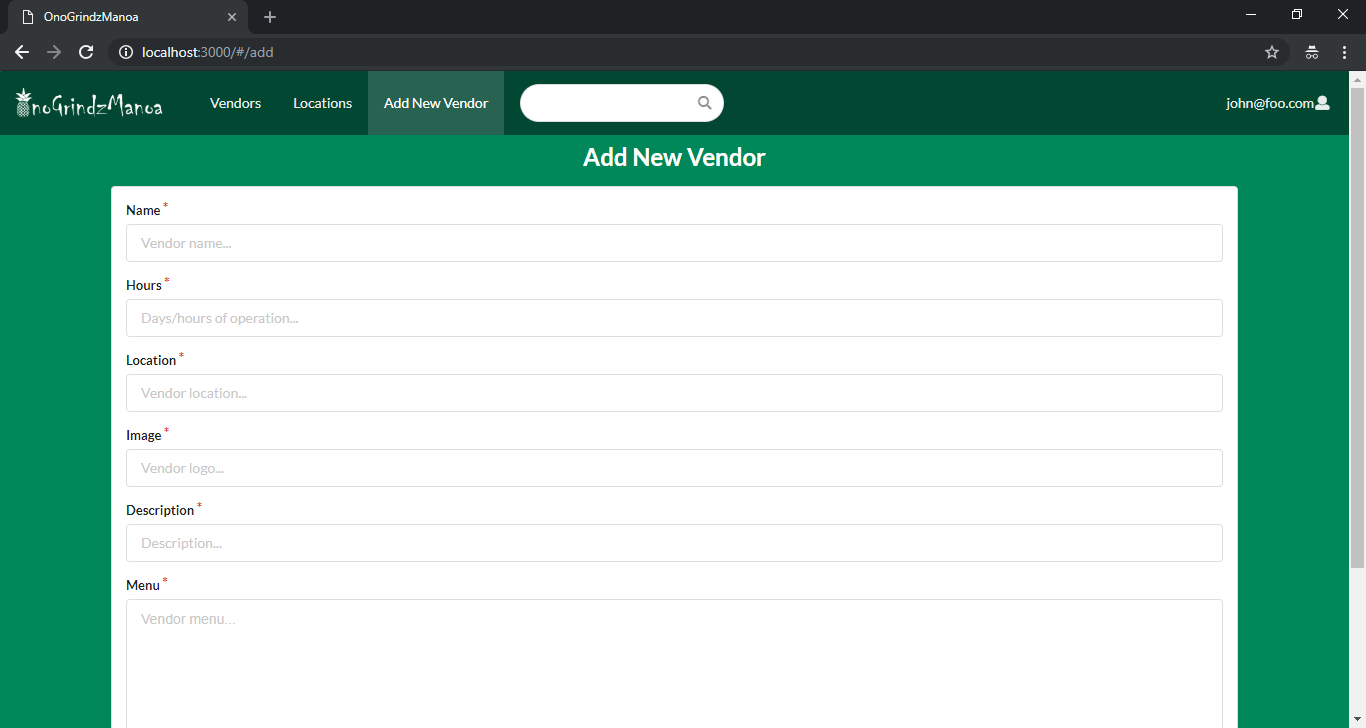 OnoGrindzManoa
localhost:3000/#/add
OnoGrindzManoa Vendors Locations Add New Vendor john@foo.com
Add New Vendor
Name *
Vendor name...
Hours *
Days/hours of operation...
Location *
Vendor location...
Image *
Vendor logo...
Description *
Description...
Menu *
Vendor menu...